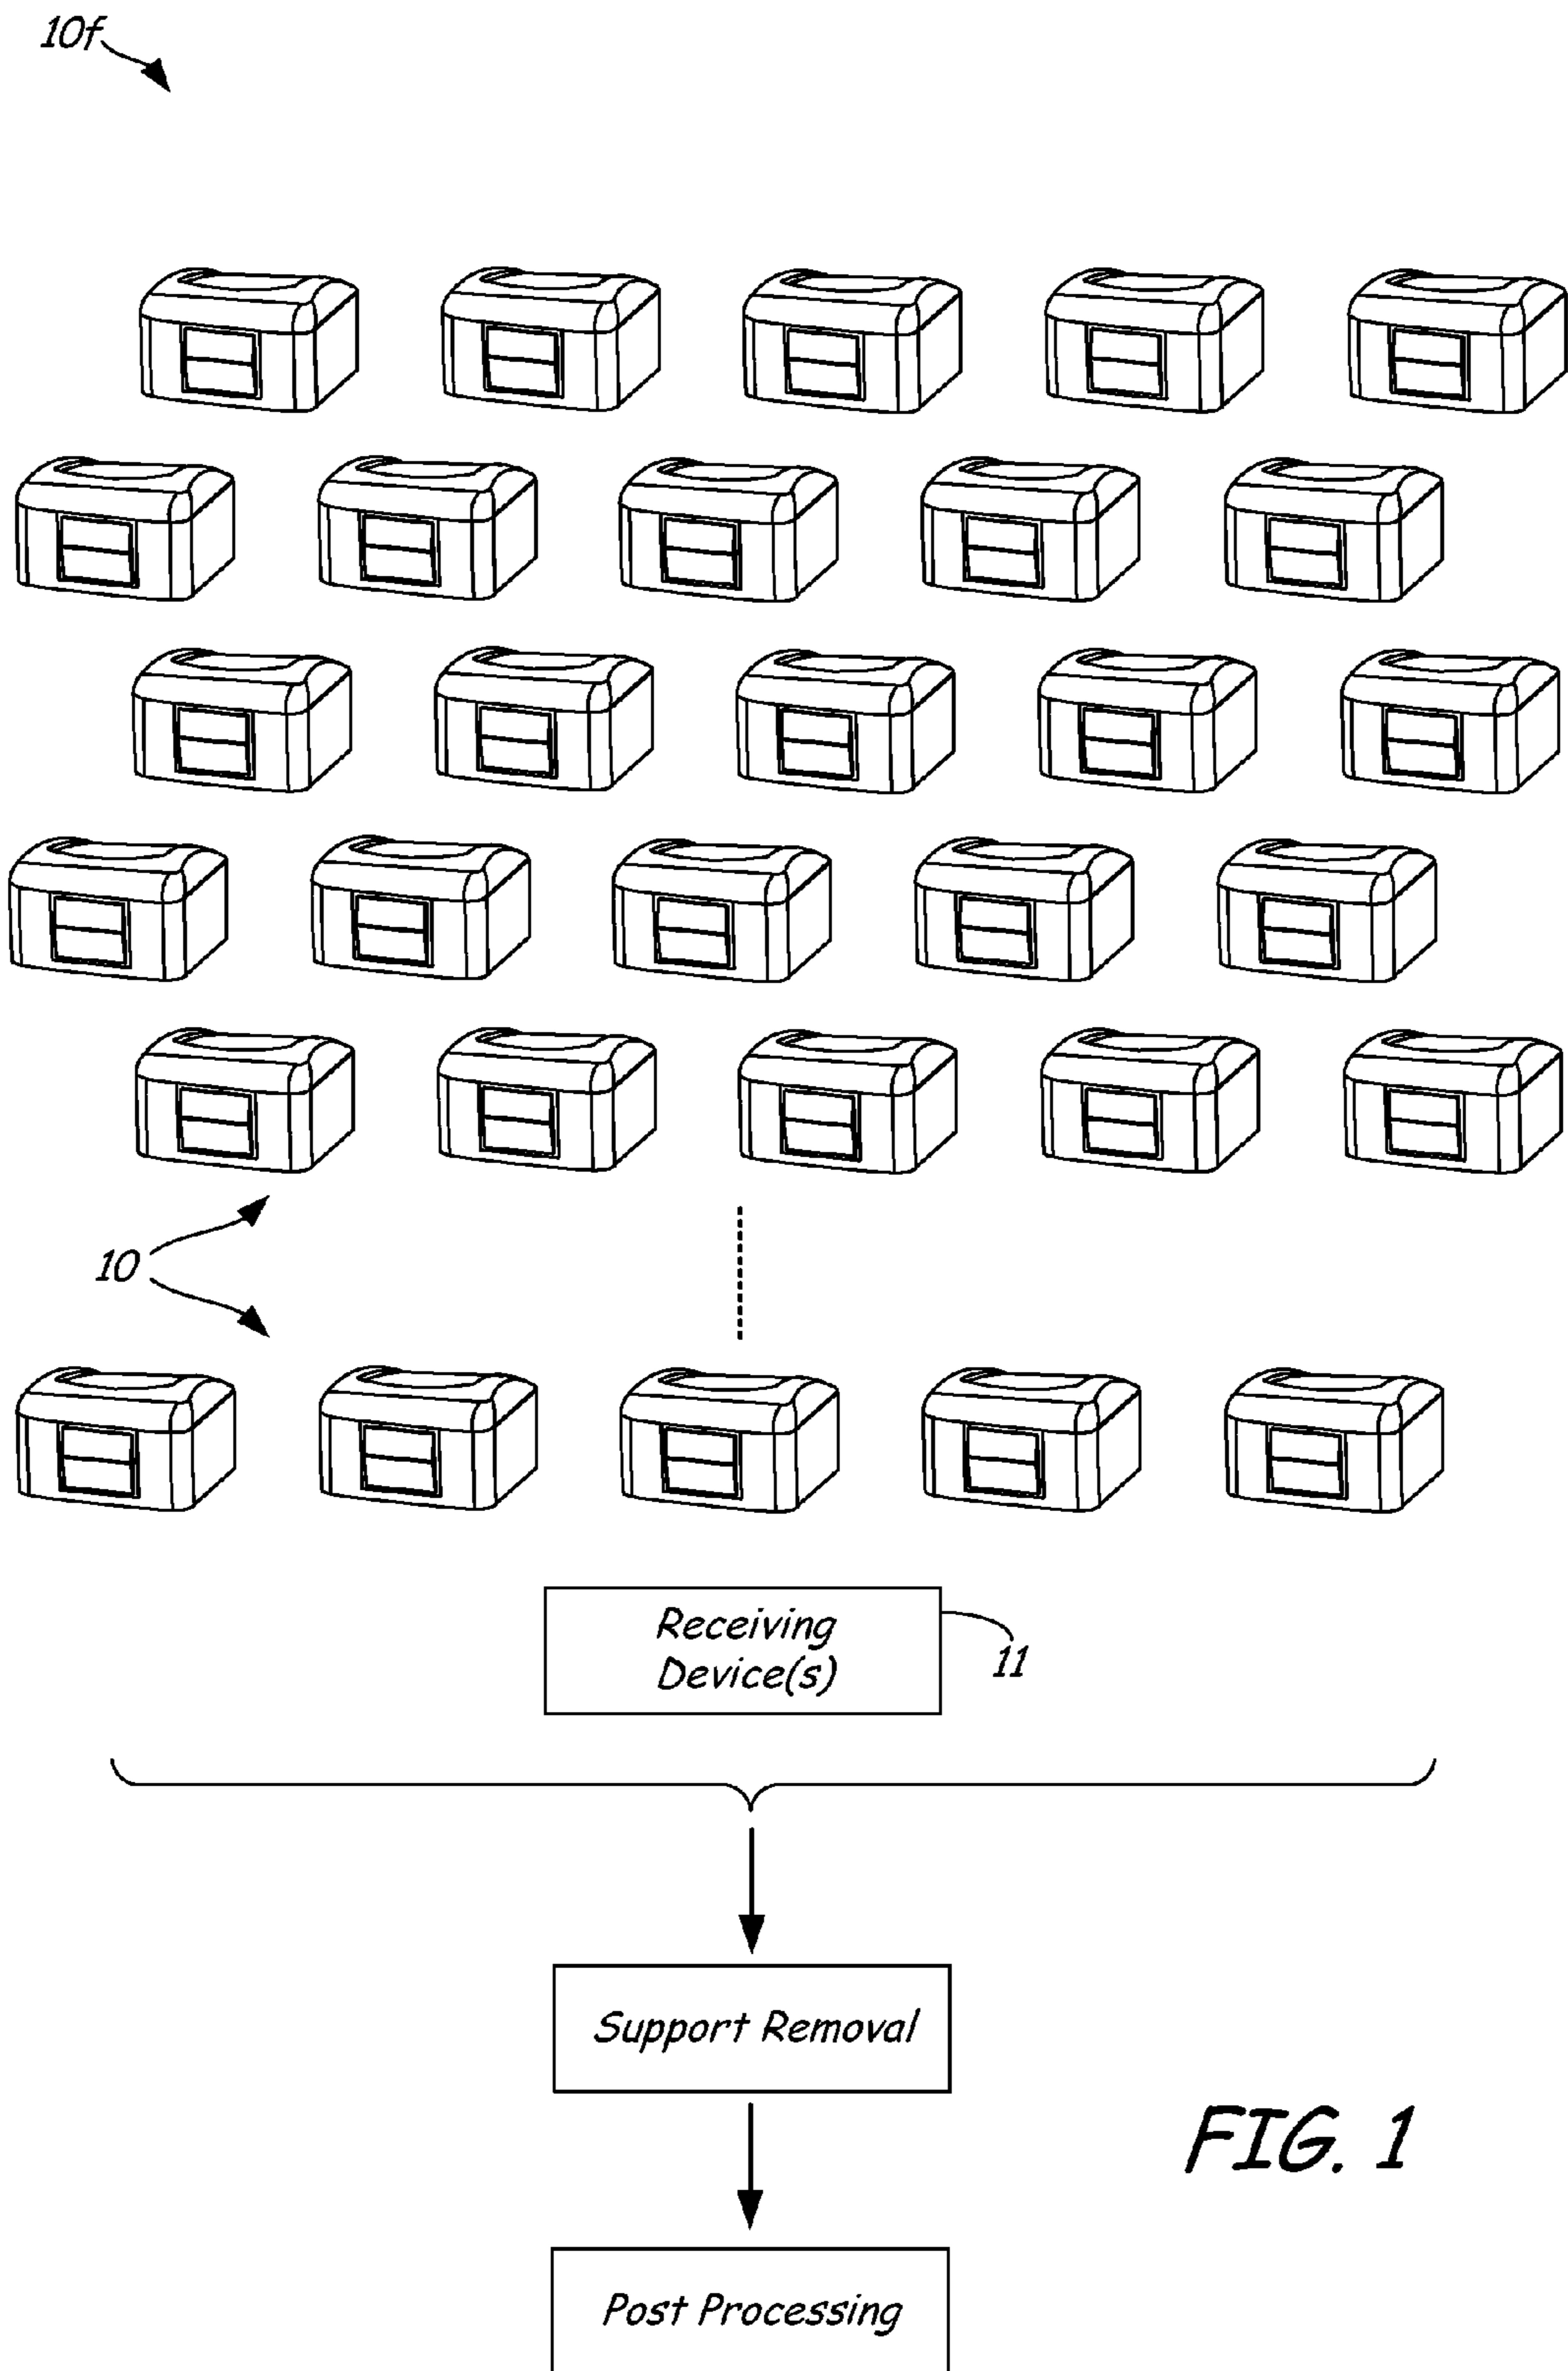 10f
10
Receiving
Device(s)
11
Support Removal
FIG. 1
Post Processing